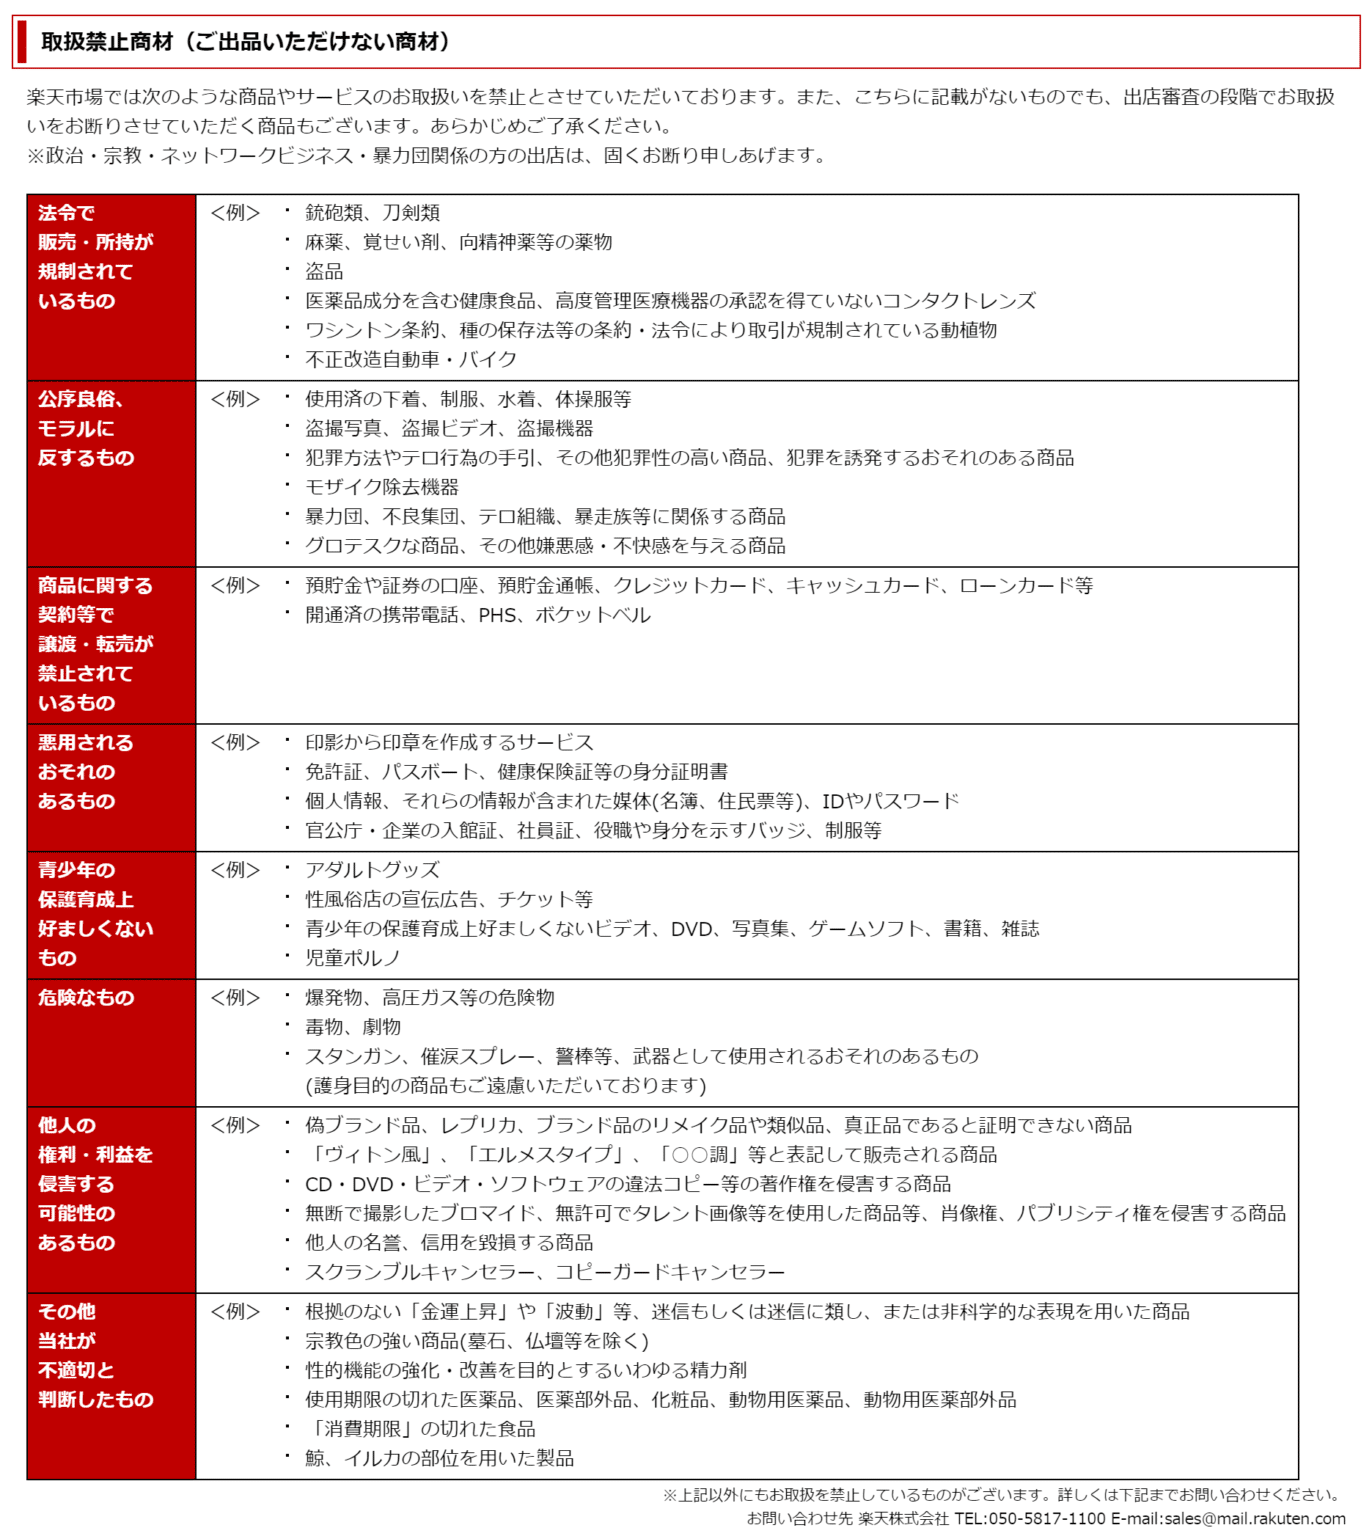 取扱禁止商材（ご出品いただけない商材）
楽天市場では次のような商品やサービスのお取扱いを禁止とさせていただいております。また、こちらに記載がないものでも、出店審査の段階でお取扱
いをお断りさせていただく商品もございます。あらかじめご了承ください。
※政治・宗教・ネットワークビジネス・暴力団関係の方の出店は、固くお断り申しあげます。
法令で
販売・所持が
規制されて
いるもの
＜例＞ ・ 銃砲類、刀剣類
・ 麻薬、覚せい剤、向精神薬等の薬物
・ 盗品
・ 医薬品成分を含む健康食品、高度管理医療機器の承認を得ていないコンタクトレンズ
・ ワシントン条約、種の保存法等の条約・法令により取引が規制されている動植物
・ 不正改造自動車・バイク
公序良俗、
モラルに
反するもの
＜例＞ ・ 使用済の下着、制服、水着、体操服等
・ 盗撮写真、盗撮ビデオ、盗撮機器
・ 犯罪方法やテロ行為の手引、その他犯罪性の高い商品、犯罪を誘発するおそれのある商品
・ モザイク除去機器
・ 暴力団、不良集団、テロ組織、暴走族等に関係する商品
・ グロテスクな商品、その他嫌悪感・不快感を与える商品
商品に関する
契約等で
譲渡・転売が
禁止されて
いるもの
＜例＞ ・ 預貯金や証券の口座、預貯金通帳、クレジットカード、キャッシュカード、ローンカード等
・ 開通済の携帯電話、PHS、ポケットベル
悪用される
おそれの
あるもの
＜例＞ ・ 印影から印章を作成するサービス
・ 免許証、パスポート、健康保険証等の身分証明書
・ 個人情報、それらの情報が含まれた媒体(名簿、住民票等)、IDやパスワード
・ 官公庁・企業の入館証、社員証、役職や身分を示すバッジ、制服等
青少年の
保護育成上
好ましくない
もの
＜例＞ ・ アダルトグッズ
・ 性風俗店の宣伝広告、チケット等
・ 青少年の保護育成上好ましくないビデオ、DVD、写真集、ゲームソフト、書籍、雑誌
・ 児童ポルノ
危険なもの
＜例＞ ・ 爆発物、高圧ガス等の危険物
・ 毒物、劇物
・ スタンガン、催涙スプレー、警棒等、武器として使用されるおそれのあるもの
(護身目的の商品もご遠慮いただいております)
他人の
権利・利益を
侵害する
可能性の
あるもの
＜例＞ ・ 偽ブランド品、レプリカ、ブランド品のリメイク品や類似品、真正品であると証明できない商品
・ 「ヴィトン風」、「エルメスタイプ」、「○○調」等と表記して販売される商品
・ CD・DVD・ビデオ・ソフトウェアの違法コピー等の著作権を侵害する商品
・ 無断で撮影したブロマイド、無許可でタレント画像等を使用した商品等、肖像権、パブリシティ権を侵害する商品
・ 他人の名誉、信用を毀損する商品
・ スクランブルキャンセラー、コピーガードキャンセラー
その他
当社が
不適切と
判断したもの
＜例＞ ・ 根拠のない「金運上昇」や「波動」等、迷信もしくは迷信に類し、または非科学的な表現を用いた商品
・ 宗教色の強い商品(墓石、仏壇等を除く)
・ 性的機能の強化・改善を目的とするいわゆる精力剤
・ 使用期限の切れた医薬品、医薬部外品、化粧品、動物用医薬品、動物用医薬部外品
・ 「消費期限」の切れた食品
・ 鯨、イルカの部位を用いた製品
※上記以外にもお取扱を禁止しているものがございます。詳しくは下記までお問い合わせください。
お問い合わせ先 楽天株式会社 TEL:050-5817-1100 E-mail:sales@mail.rakuten.com